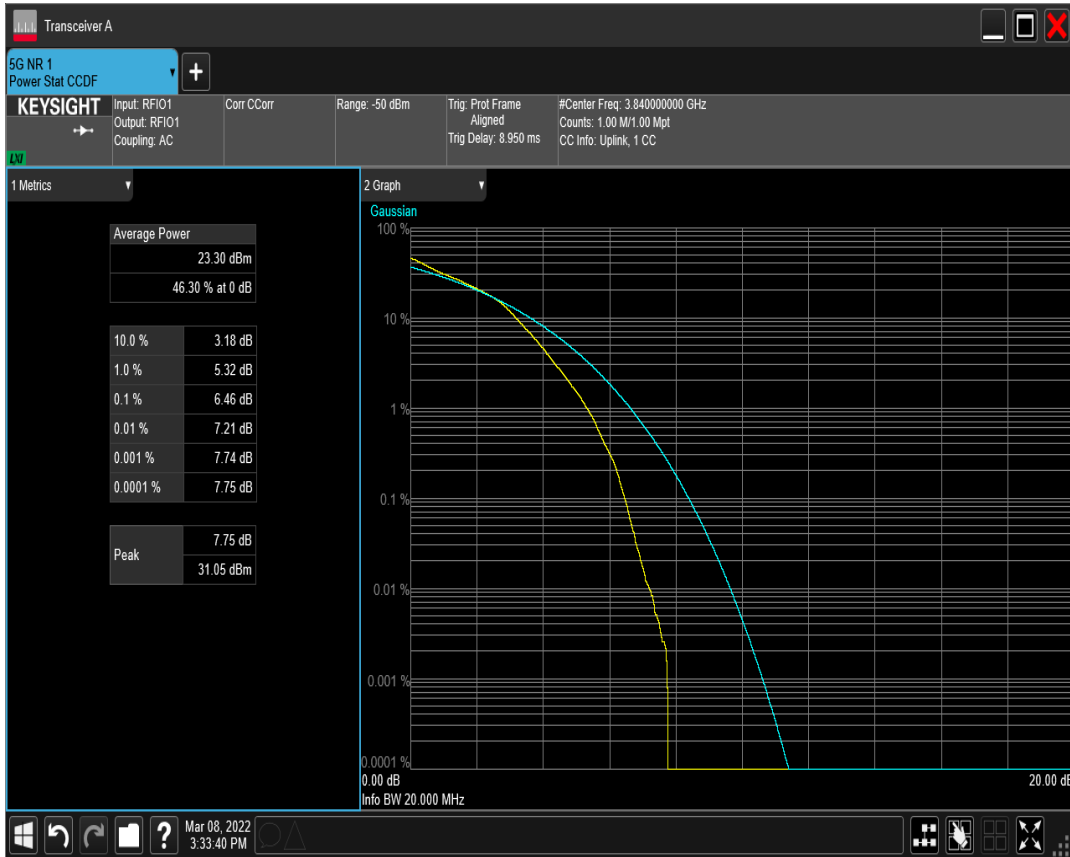 Transceiver A
5G NR 1
Power Stat CCDF
+
KEYSIGHT
LXI
Input: RFIO1
Output: RFIO1
Coupling: AC
Corr CCorr
Range: -50 dBm
Trig: Prot Frame
Aligned
Trig Delay: 8.950 ms
#Center Freq: 3.840000000 GHz
Counts: 1.00 M/1.00 Mpt
CC Info: Uplink, 1 CC
1 Metrics
Average Power
23.30 dBm
46.30 % at 0 dB
10.0 % 3.18 dB
1.0 % 5.32 dB
0.1 % 6.46 dB
0.01 % 7.21 dB
0.001 % 7.74 dB
0.0001 % 7.75 dB
Peak
7.75 dB
31.05 dBm
2 Graph
Gaussian
100 %
10 %
1 %
0.1 %
0.01 %
0.001 %
0.0001 %
0.00 dB
20.00 dB
Info BW 20.000 MHz
?
Mar 08, 2022
3:33:40 PM